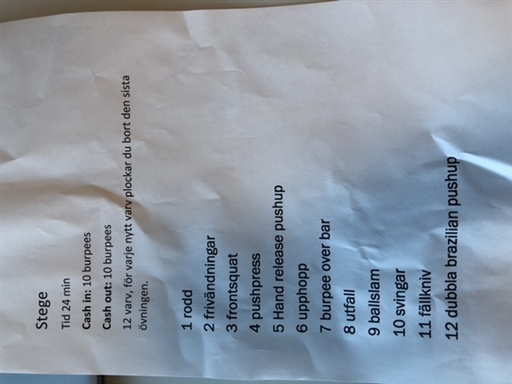 Stege
Tid 24 min
Cash in: 10 burpees
Cash out: 10 burpees
12 varv, för varje nytt varv plockar du bort den sista
övningen.
1 rodd
2 frivändningar
3 frontsquat
4 pushpress
5 Hand release pushup
6 upphopp
7 burpee over bar
8 utfall
9 ballslam
10 svingar
11 fällkniv
12 dubbla brazilian pushup